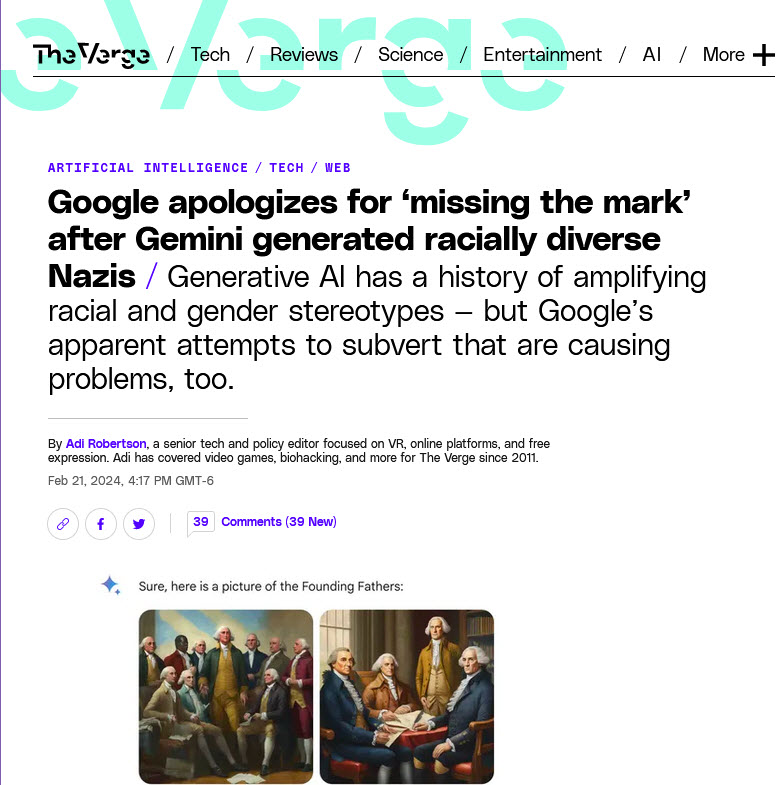 The Verge / Tech / Reviews / Science / Entertainment / AI / More +
ARTIFICIAL INTELLIGENCE / TECH / WEB
Google apologizes for ‘missing the mark’
after Gemini generated racially diverse
Nazis / Generative AI has a history of amplifying
racial and gender stereotypes — but Google’s
apparent attempts to subvert that are causing
problems, too.
By Adi Robertson, a senior tech and policy editor focused on VR, online platforms, and free
expression. Adi has covered video games, biohacking, and more for The Verge since 2011.
Feb 21, 2024, 4:17 PM GMT-6
39 Comments (39 New)
Sure, here is a picture of the Founding Fathers: